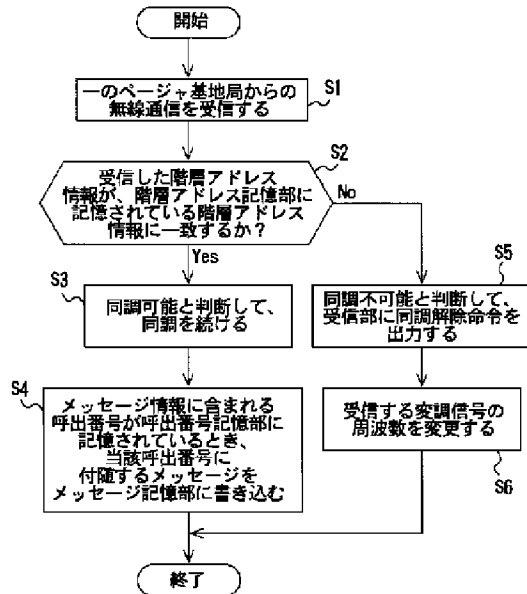 開始
S1
一のページャ基地局からの
無線通信を受信する
S2
受信した階層アドレス
情報が、階層アドレス記憶部に
記憶されている階層アドレス
情報に一致するか？
No
Yes
S3
同調可能と判断して、
同調を続ける
S5
同調不可能と判断して、
受信部に同調解除命令を
出力する
S4
メッセージ情報に含まれる
呼出番号が呼出番号記憶部に
記憶されているとき、
当該呼出番号に
付随するメッセージを
メッセージ記憶部に書き込む
受信する変調信号の
周波数を変更する
S6
終了